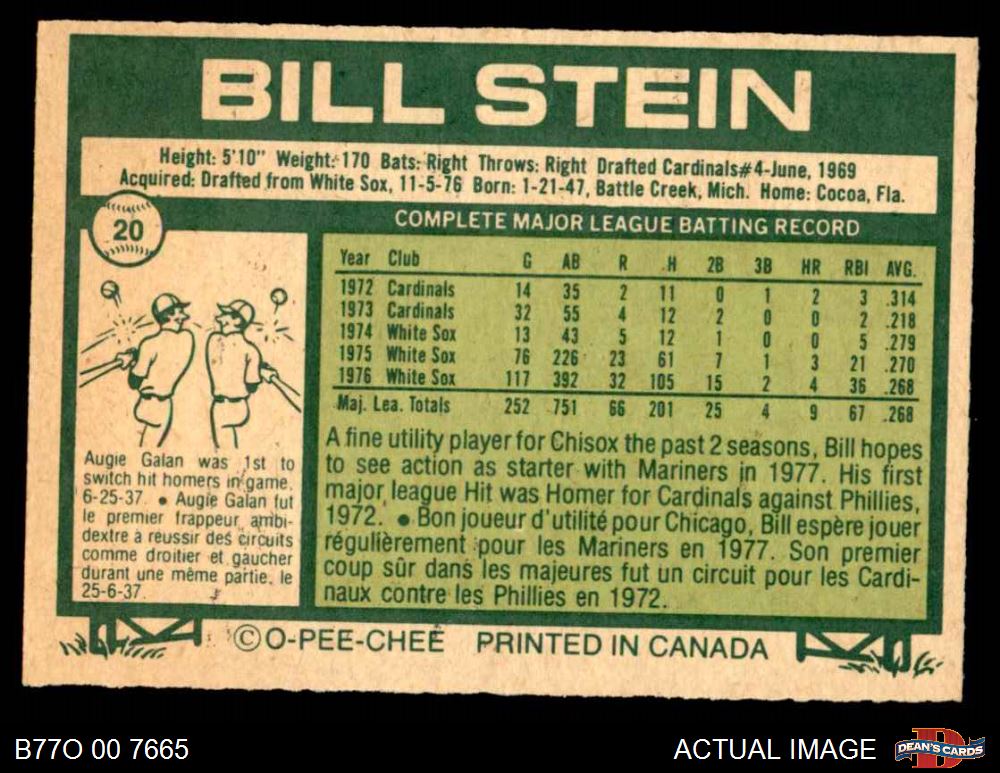 BILL STEIN
Height: 5'10" Weight: 170 Bats: Right Throws: Right Drafted Cardinals#4-June, 1969
Acquired: Drafted from White Sox, 11-5-76 Born: 1-21-47, Battle Creek, Mich. Home: Cocoa, Fla.
20
Augie Galan was 1st to
switch hit homers in game.
6-25-37. ● Augie Galan fut
le premier frappeur ambi-
dextre à reussir des circuits
comme droitier et gaucher
durant une même partie, le
25-6-37.
COMPLETE MAJOR LEAGUE BATTING RECORD
Year Club G AB R H 2B 3B HR RBI AVG.
1972 Cardinals 14 35 2 11 0 1 2 3 .314
1973 Cardinals 32 55 4 12 2 0 0 2 .218
1974 White Sox 13 43 5 12 1 0 0 5 .279
1975 White Sox 76 226 23 61 7 1 3 21 .270
1976 White Sox 117 392 32 105 15 2 4 36 .268
Maj. Lea. Totals 252 751 66 201 25 4 9 67 .268
A fine utility player for Chisox the past 2 seasons, Bill hopes
to see action as starter with Mariners in 1977. His first
major league Hit was Homer for Cardinals against Phillies,
1972. ● Bon joueur d'utilité pour Chicago, Bill espère jouer
régulièrement pour les Mariners en 1977. Son premier
coup sûr dans les majeures fut un circuit pour les Cardi-
naux contre les Phillies en 1972.
© O-PEE-CHEE PRINTED IN CANADA
B77O 00 7665
ACTUAL IMAGE
D
DEAN'S CARDS